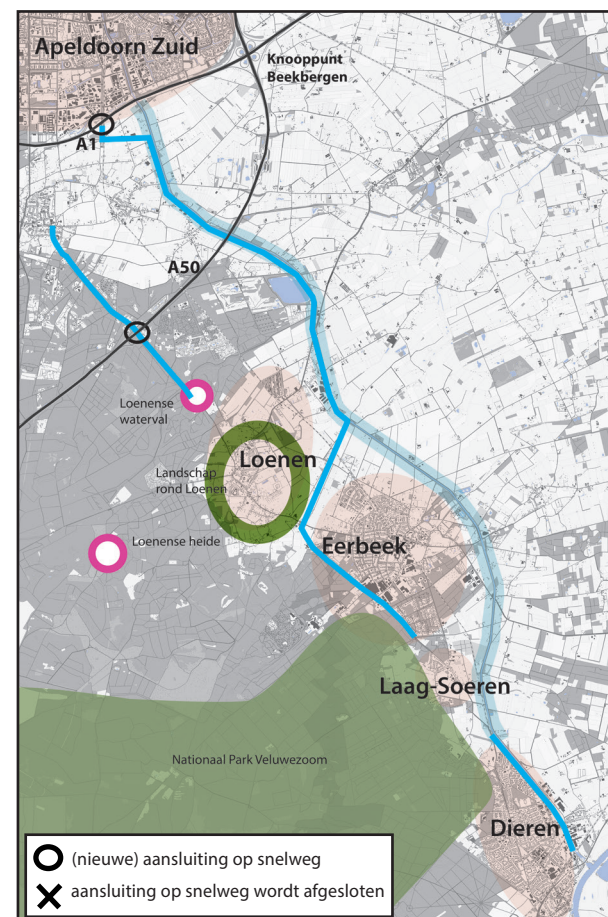 Apeldoorn Zuid
Knooppunt
Beekbergen
A1
A50
Loenense
waterval
Loenen
Landschap
rond Loenen
Loenense heide
Eerbeek
Laag-Soeren
Nationaal Park Veluwezoom
Dieren
(nieuwe) aansluiting op snelweg
aansluiting op snelweg wordt afgesloten